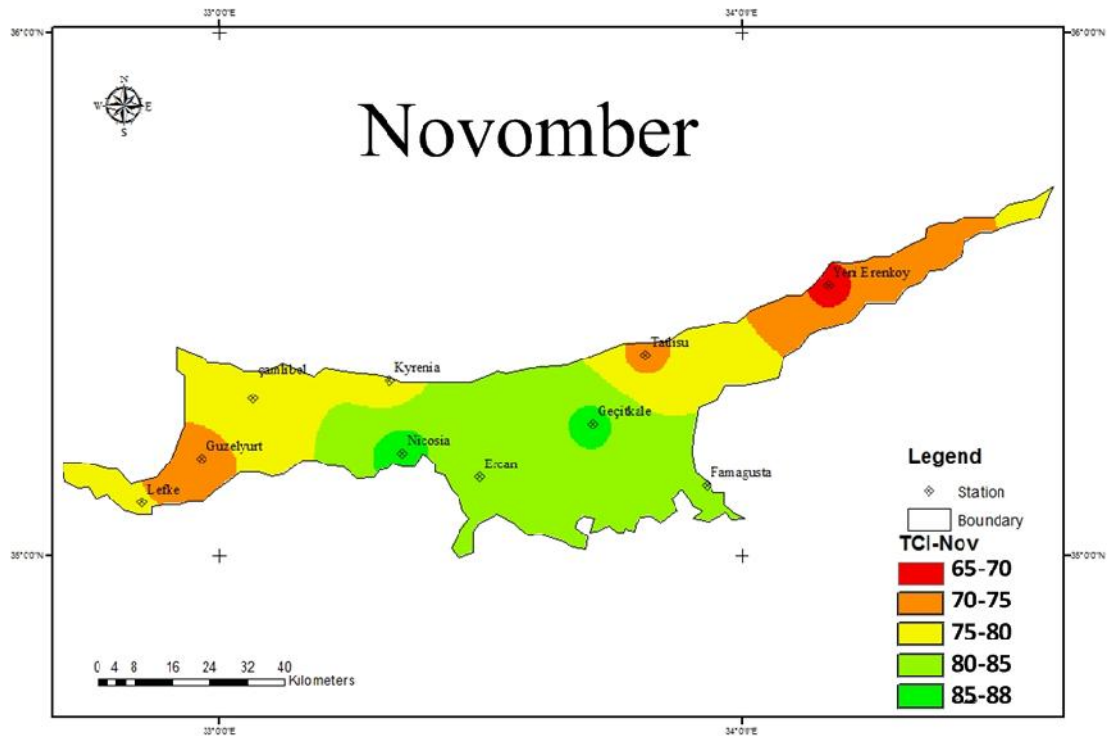 33°0'0"E 34°0'0"E
36°0'0"N 36°0'0"N
N
W E
S
Novomber
Yeni Erenkoy
Tatlisu
Kyrenia
çamlibel
Geçitkale
Guzelyurt
Nicosia
Ercan
Famagusta
Lefke
Legend
Station
Boundary
TCI-Nov
65-70
70-75
75-80
80-85
85-88
35°0'0"N 35°0'0"N
0 4 8 16 24 32 40
Kilometers
33°0'0"E 34°0'0"E